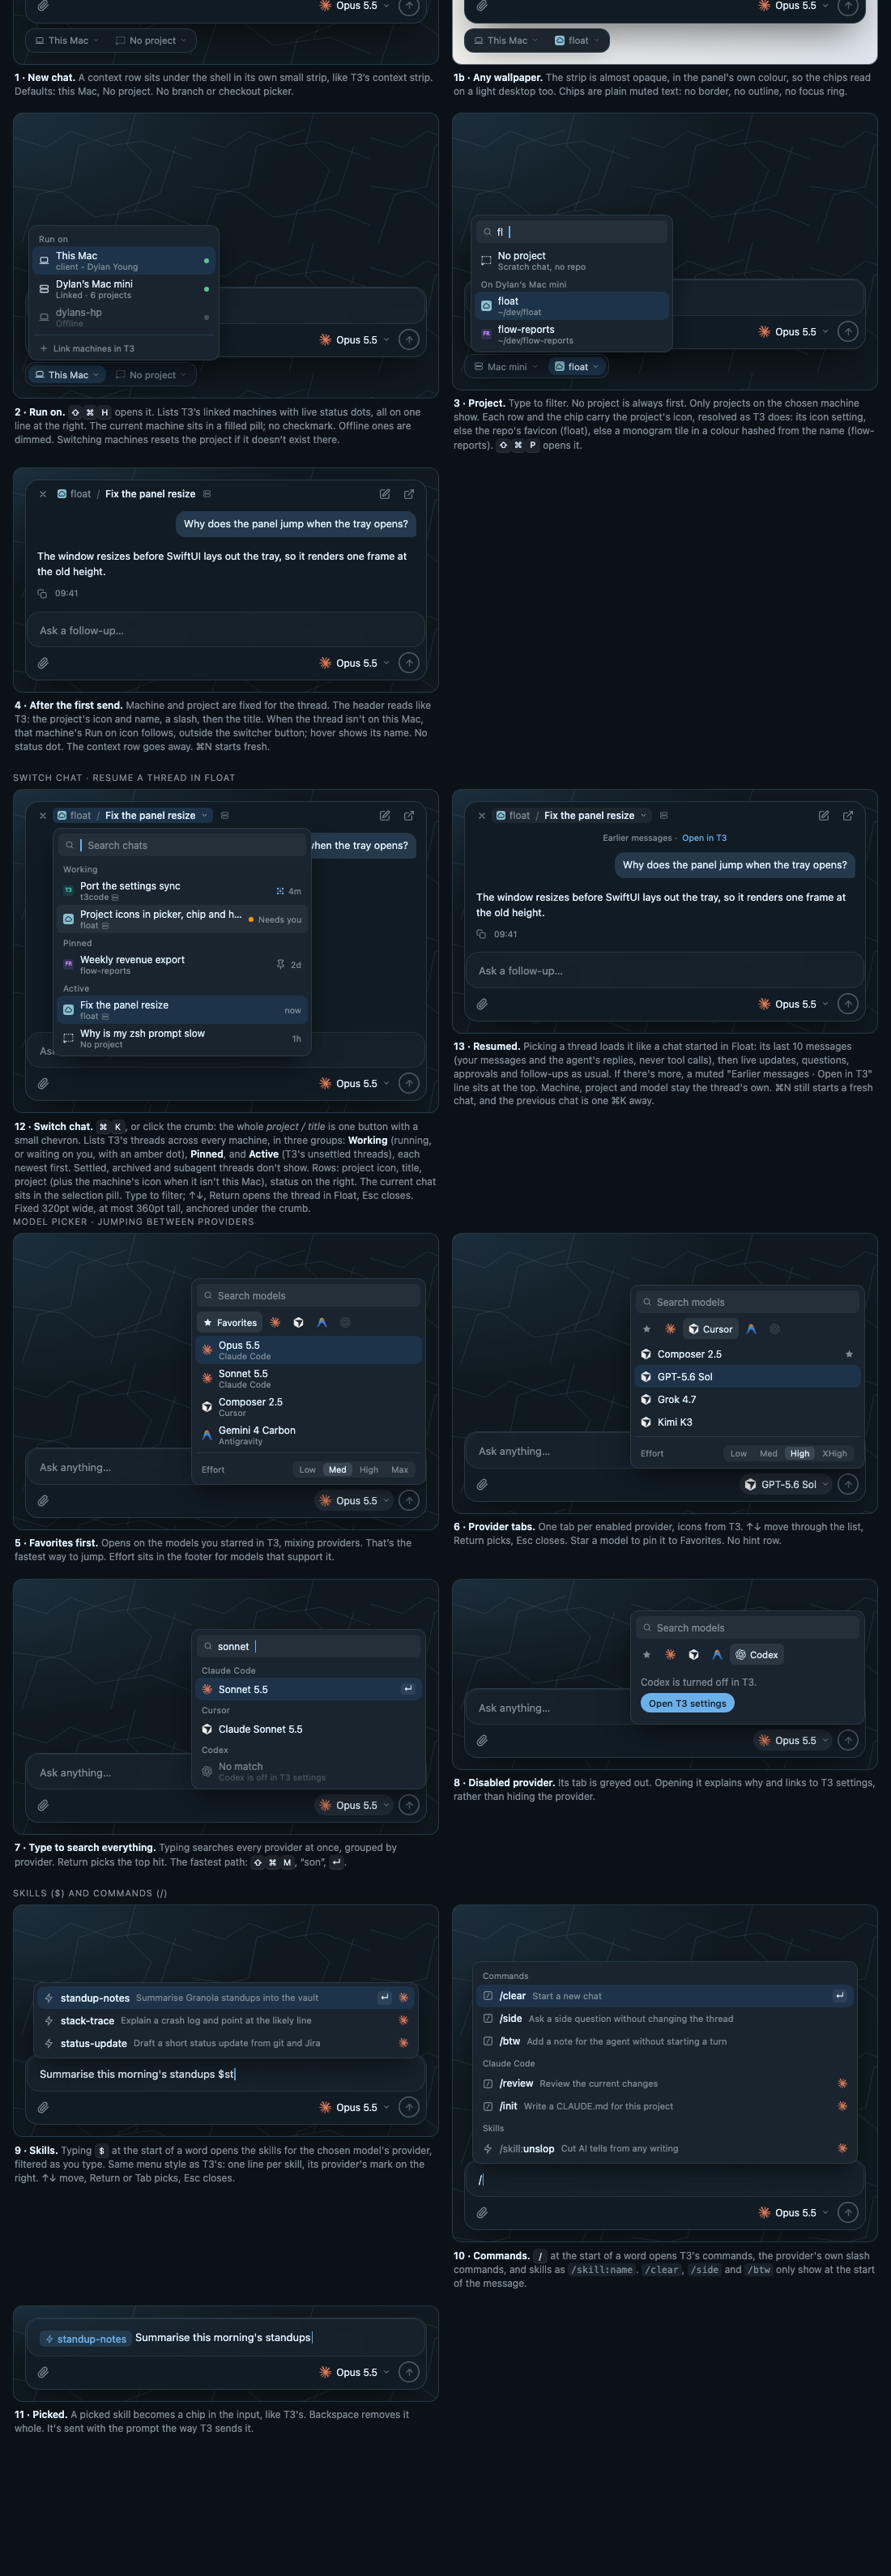 Opus 5.5
Opus 5.5
This Mac
No project
This Mac
float
1 · New chat. A context row sits under the shell in its own small strip, like T3's context strip.
Defaults: this Mac, No project. No branch or checkout picker.
1b · Any wallpaper. The strip is almost opaque, in the panel's own colour, so the chips read
on a light desktop too. Chips are plain muted text: no border, no outline, no focus ring.
Run on
This Mac
client - Dylan Young
Dylan's Mac mini
Linked · 6 projects
dylans-hp
Offline
+ Link machines in T3
Opus 5.5
This Mac
No project
fl
No project
Scratch chat, no repo
On Dylan's Mac mini
float
~/dev/float
FR
flow-reports
~/dev/flow-reports
Opus 5.5
Mac mini
float
2 · Run on. ⇧ ⌘ H opens it. Lists T3's linked machines with live status dots, all on one
line at the right. The current machine sits in a filled pill; no checkmark. Offline ones are
dimmed. Switching machines resets the project if it doesn't exist there.
3 · Project. Type to filter. No project is always first. Only projects on the chosen machine
show. Each row and the chip carry the project's icon, resolved as T3 does: its icon setting,
else the repo's favicon (float), else a monogram tile in a colour hashed from the name (flow-
reports). ⇧ ⌘ P opens it.
float / Fix the panel resize
Why does the panel jump when the tray opens?
The window resizes before SwiftUI lays out the tray, so it renders one frame at
the old height.
09:41
Ask a follow-up...
Opus 5.5
4 · After the first send. Machine and project are fixed for the thread. The header reads like
T3: the project's icon and name, a slash, then the title. When the thread isn't on this Mac,
that machine's Run on icon follows, outside the switcher button; hover shows its name. No
status dot. The context row goes away. ⌘N starts fresh.
SWITCH CHAT · RESUME A THREAD IN FLOAT
float / Fix the panel resize
when the tray opens?
Search chats
Working
T3
Port the settings sync
t3code
4m
Project icons in picker, chip and h...
float
Needs you
Pinned
FR
Weekly revenue export
flow-reports
2d
Active
Fix the panel resize
float
now
Why is my zsh prompt slow
No project
1h
As
Opus 5.5
float / Fix the panel resize
Earlier messages · Open in T3
Why does the panel jump when the tray opens?
The window resizes before SwiftUI lays out the tray, so it renders one frame at
the old height.
09:41
Ask a follow-up...
Opus 5.5
12 · Switch chat. ⌘ K, or click the crumb: the whole project / title is one button with a
small chevron. Lists T3's threads across every machine, in three groups: Working (running,
or waiting on you, with an amber dot), Pinned, and Active (T3's unsettled threads), each
newest first. Settled, archived and subagent threads don't show. Rows: project icon, title,
project (plus the machine's icon when it isn't this Mac), status on the right. The current chat
sits in the selection pill. Type to filter; ↑↓, Return opens the thread in Float, Esc closes.
Fixed 320pt wide, at most 360pt tall, anchored under the crumb.
13 · Resumed. Picking a thread loads it like a chat started in Float: its last 10 messages
(your messages and the agent's replies, never tool calls), then live updates, questions,
approvals and follow-ups as usual. If there's more, a muted "Earlier messages · Open in T3"
line sits at the top. Machine, project and model stay the thread's own. ⌘N still starts a fresh
chat, and the previous chat is one ⌘K away.
MODEL PICKER · JUMPING BETWEEN PROVIDERS
Search models
Favorites
Opus 5.5
Claude Code
Sonnet 5.5
Claude Code
Composer 2.5
Cursor
Gemini 4 Carbon
Antigravity
Effort
Low Med High Max
Ask anything...
Opus 5.5
Search models
Cursor
Composer 2.5
GPT-5.6 Sol
Grok 4.7
Kimi K3
Effort
Low Med High XHigh
Ask anything...
GPT-5.6 Sol
5 · Favorites first. Opens on the models you starred in T3, mixing providers. That's the
fastest way to jump. Effort sits in the footer for models that support it.
6 · Provider tabs. One tab per enabled provider, icons from T3. ↑↓ move through the list,
Return picks, Esc closes. Star a model to pin it to Favorites. No hint row.
sonnet
Claude Code
Sonnet 5.5
Cursor
Claude Sonnet 5.5
Codex
No match
Codex is off in T3 settings
Ask anything...
Opus 5.5
Search models
Codex
Codex is turned off in T3.
Open T3 settings
Ask anything...
Opus 5.5
7 · Type to search everything. Typing searches every provider at once, grouped by
provider. Return picks the top hit. The fastest path: ⇧ ⌘ M, "son", ↵.
8 · Disabled provider. Its tab is greyed out. Opening it explains why and links to T3 settings,
rather than hiding the provider.
SKILLS ($) AND COMMANDS (/)
standup-notes Summarise Granola standups into the vault
stack-trace Explain a crash log and point at the likely line
status-update Draft a short status update from git and Jira
Summarise this morning's standups $st
Opus 5.5
Commands
/clear Start a new chat
/side Ask a side question without changing the thread
/btw Add a note for the agent without starting a turn
Claude Code
/review Review the current changes
/init Write a CLAUDE.md for this project
Skills
/skill:unslop Cut AI tells from any writing
/
Opus 5.5
9 · Skills. Typing $ at the start of a word opens the skills for the chosen model's provider,
filtered as you type. Same menu style as T3's: one line per skill, its provider's mark on the
right. ↑↓ move, Return or Tab picks, Esc closes.
10 · Commands. / at the start of a word opens T3's commands, the provider's own slash
commands, and skills as /skill:name. /clear, /side and /btw only show at the start
of the message.
standup-notes Summarise this morning's standups
Opus 5.5
11 · Picked. A picked skill becomes a chip in the input, like T3's. Backspace removes it
whole. It's sent with the prompt the way T3 sends it.